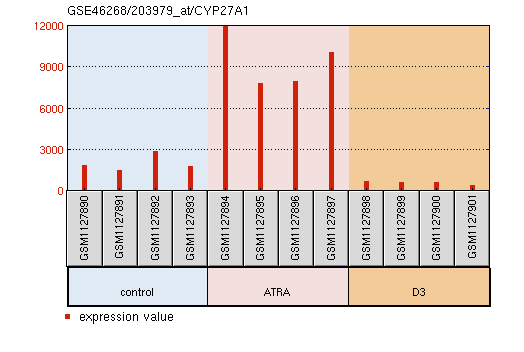 GSE46268/203979_at/CYP27A1
12000
9000
6000
3000
0
GSM1127890
GSM1127891
GSM1127892
GSM1127893
GSM1127894
GSM1127895
GSM1127896
GSM1127897
GSM1127898
GSM1127899
GSM1127900
GSM1127901
control
ATRA
D3
expression value